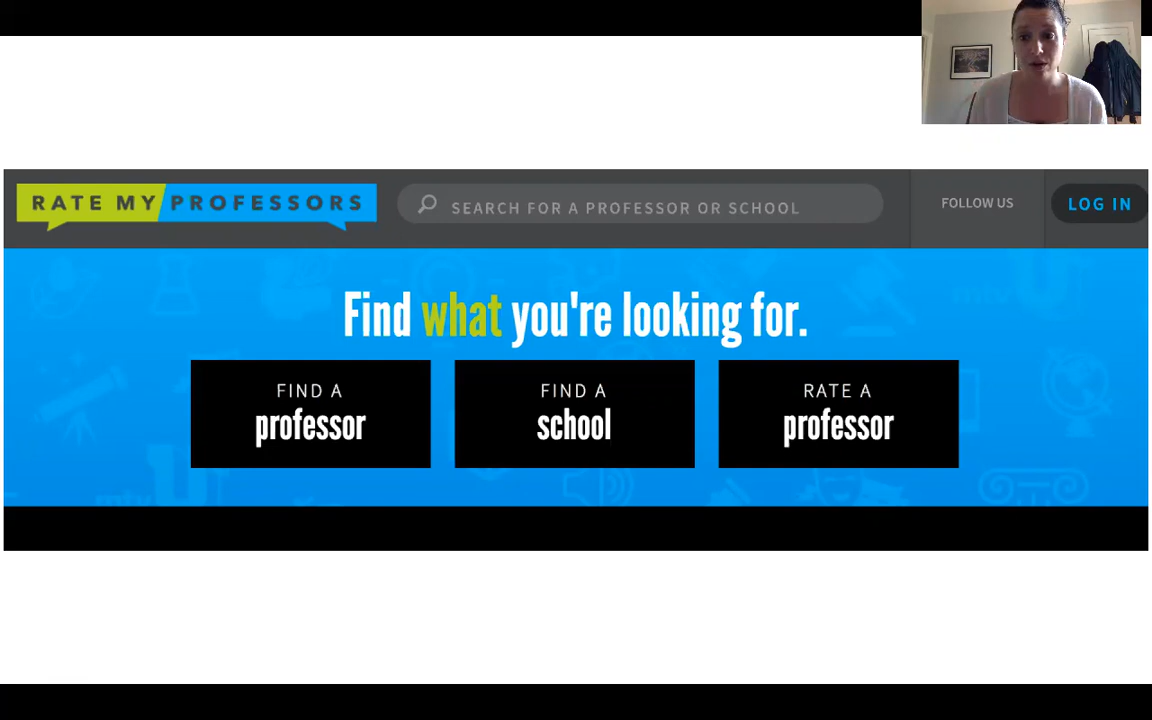 RATE MY PROFESSORS
SEARCH FOR A PROFESSOR OR SCHOOL
FOLLOW US
LOG IN
Find what you're looking for.
FIND A
professor
FIND A
school
RATE A
professor